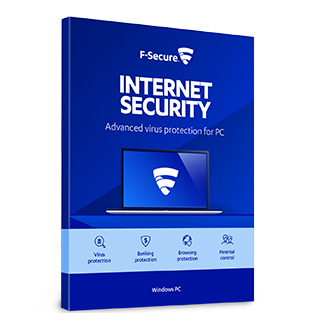 F-Secure
INTERNET
SECURITY
Advanced virus protection for PC
Virus
protection
Banking
protection
Browsing
protection
Parental
control
Windows PC